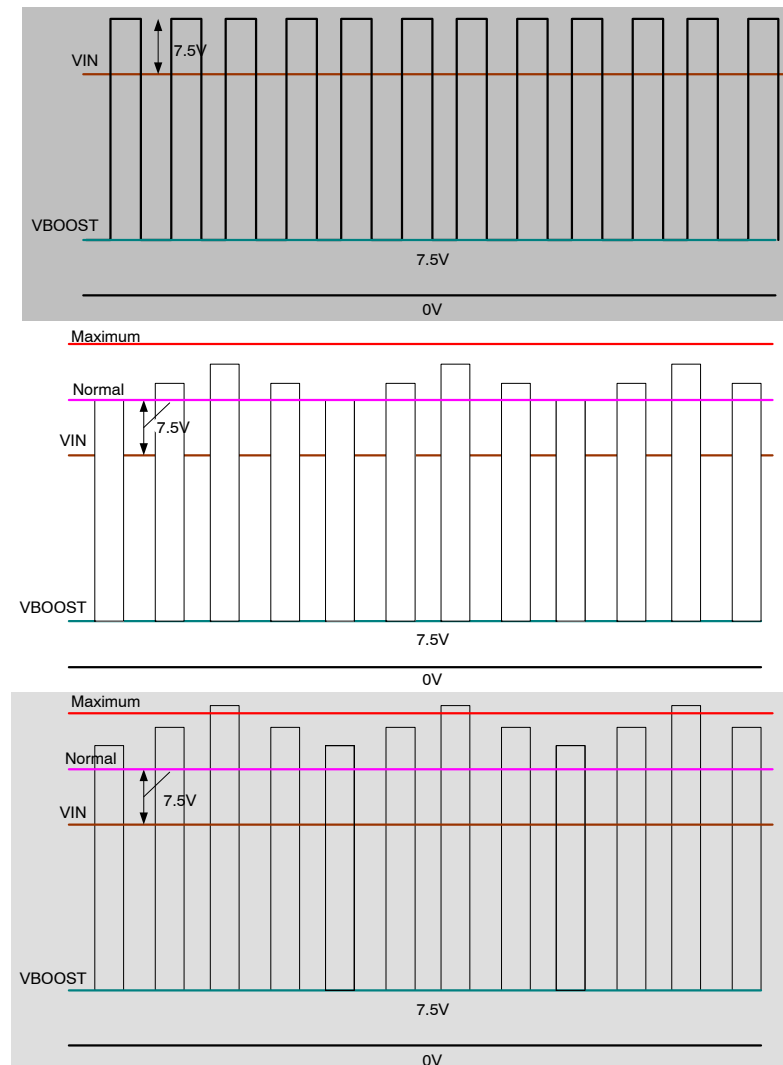 7.5V
VIN
VBOOST
7.5V
0V
Maximum
Normal
7.5V
VIN
VBOOST
7.5V
0V
Maximum
Normal
7.5V
VIN
VBOOST
7.5V
0V